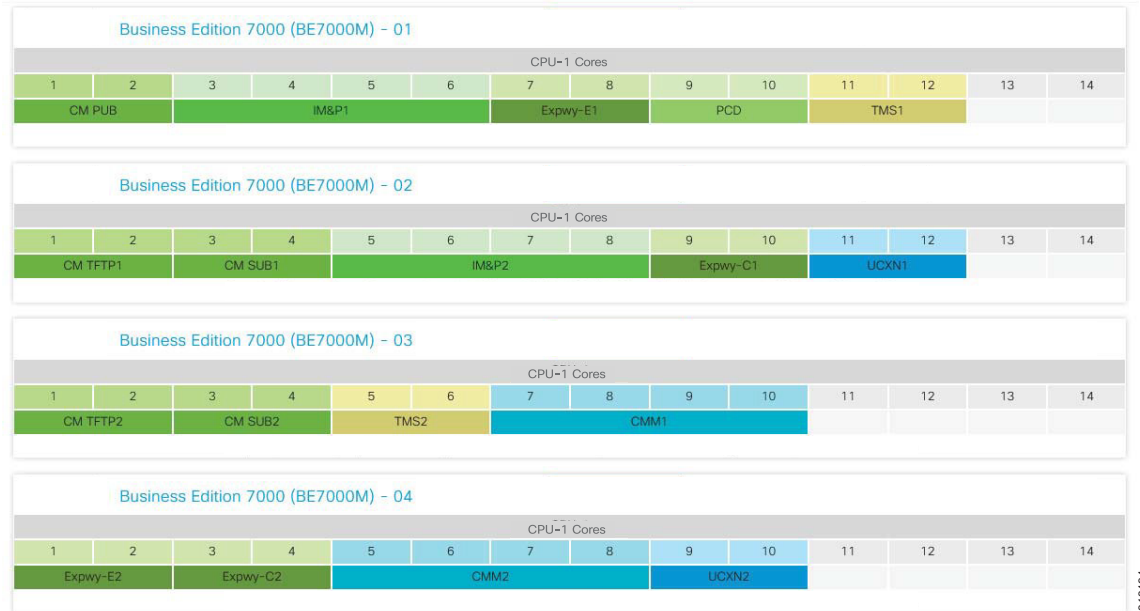 Business Edition 7000 (BE7000M) - 01
CPU-1 Cores
1 2 3 4 5 6 7 8 9 10 11 12 13 14
CM PUB IM&P1 Expwy-E1 PCD TMS1
Business Edition 7000 (BE7000M) - 02
CPU-1 Cores
1 2 3 4 5 6 7 8 9 10 11 12 13 14
CM TFTP1 CM SUB1 IM&P2 Expwy-C1 UCXN1
Business Edition 7000 (BE7000M) - 03
CPU-1 Cores
1 2 3 4 5 6 7 8 9 10 11 12 13 14
CM TFTP2 CM SUB2 TMS2 CMM1
Business Edition 7000 (BE7000M) - 04
CPU-1 Cores
1 2 3 4 5 6 7 8 9 10 11 12 13 14
Expwy-E2 Expwy-C2 CMM2 UCXN2